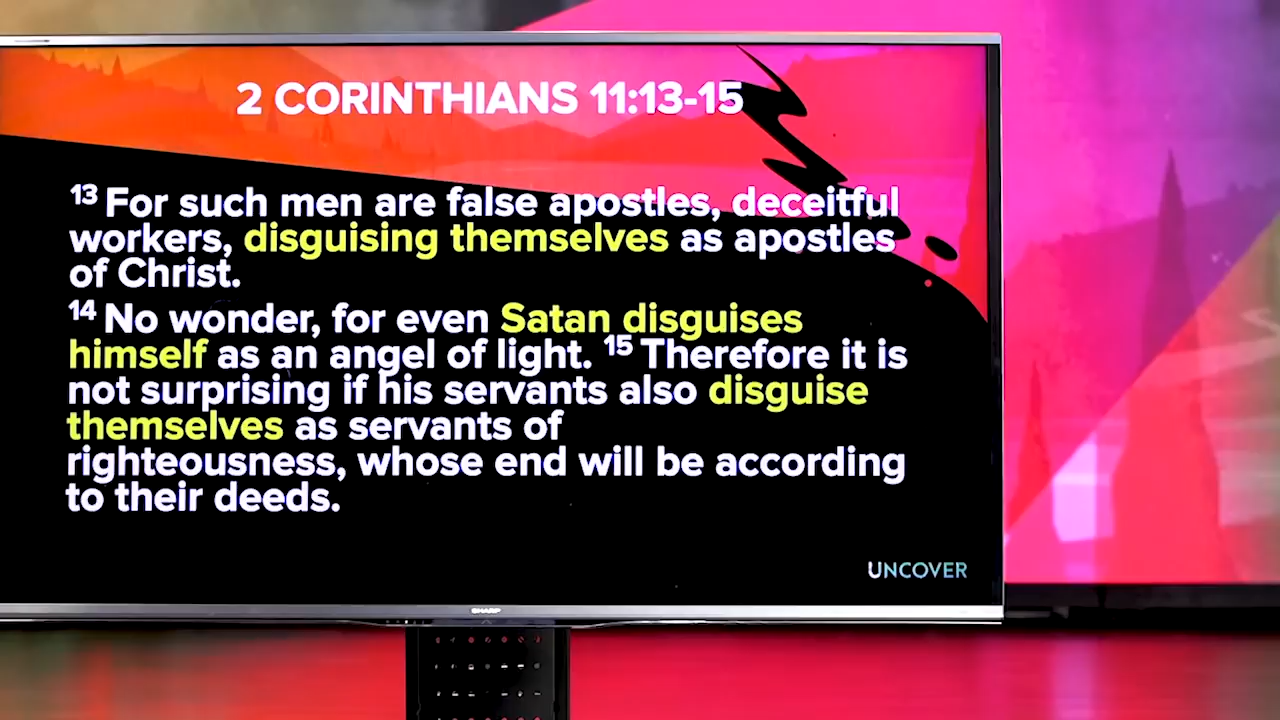 2 CORINTHIANS 11:13-15
13 For such men are false apostles, deceitful
workers, disguising themselves as apostles
of Christ.
14 No wonder, for even Satan disguises
himself as an angel of light. 15 Therefore it is
not surprising if his servants also disguise
themselves as servants of
righteousness, whose end will be according
to their deeds.
UNCOVER
SHARP